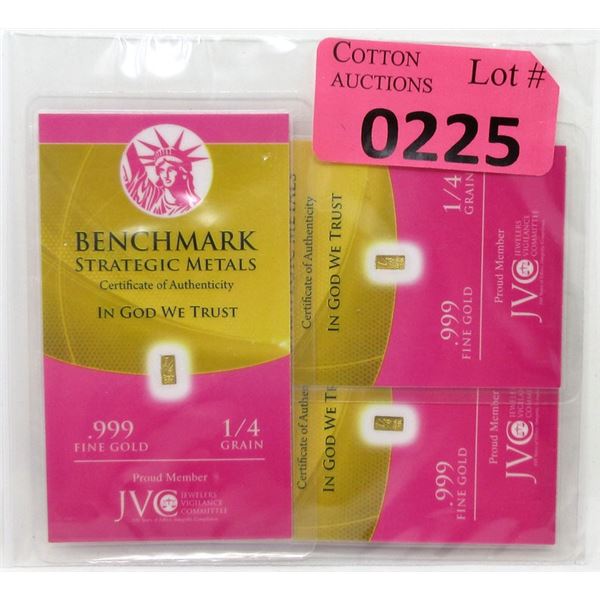 COTTON
AUCTIONS
Lot #
0225
BENCHMARK
STRATEGIC METALS
Certificate of Authenticity
IN GOD WE TRUST
.999
FINE GOLD
1/4
GRAIN
Proud Member
JVC
JEWELERS
VIGILANCE
COMMITTEE
METALS
Certificate of Authenticity
IN GOD WE TRUST
1/4
.999
FINE GOLD
Proud Member
JVC
JEWELERS
VIGILANCE
COMMITTEE
Certificate of Authen
IN GOD WE T
.999
FINE GOLD
Proud Member
JVC
JEWELERS
VIGILANCE
COMMITTEE